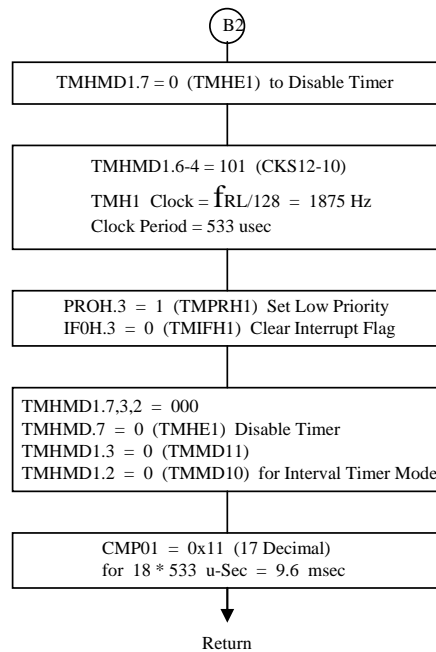 B2
TMHMD1.7 = 0 (TMHE1) to Disable Timer
TMHMD1.6-4 = 101 (CKS12-10)
TMH1 Clock = fRL/128 = 1875 Hz
Clock Period = 533 usec
PROH.3 = 1 (TMPRH1) Set Low Priority
IF0H.3 = 0 (TMIFH1) Clear Interrupt Flag
TMHMD1.7,3,2 = 000
TMHMD.7 = 0 (TMHE1) Disable Timer
TMHMD1.3 = 0 (TMMD11)
TMHMD1.2 = 0 (TMMD10) for Interval Timer Mode
CMP01 = 0x11 (17 Decimal)
for 18 * 533 u-Sec = 9.6 msec
Return